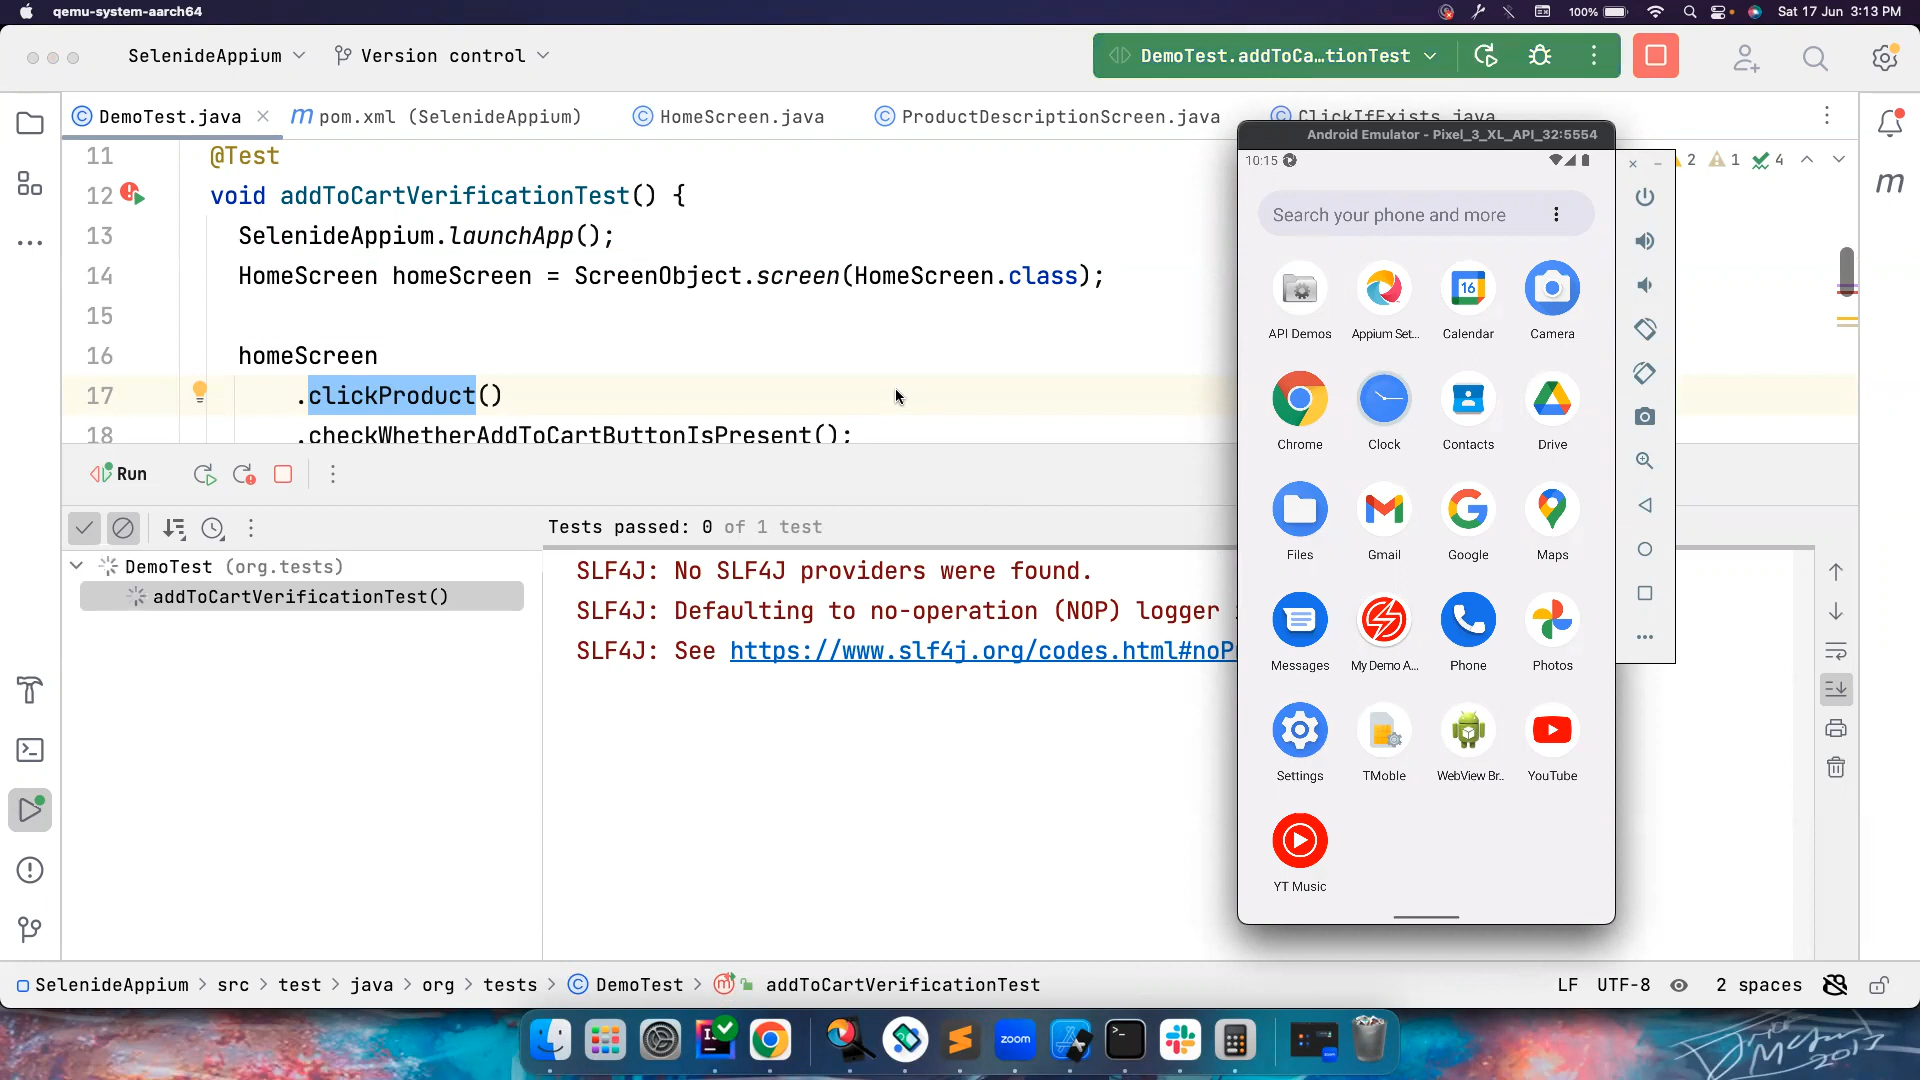 qemu-system-aarch64
100%
Sat 17 Jun 3:13 PM
SelenideAppium
Version control
DemoTest.addToCa…tionTest
DemoTest.java
pom.xml (SelenideAppium)
HomeScreen.java
ProductDescriptionScreen.java
ClickIfExists.java
2 1 4
11 @Test
12 void addToCartVerificationTest() {
13 SelenideAppium.launchApp();
14 HomeScreen homeScreen = ScreenObject.screen(HomeScreen.class);
15
16 homeScreen
17 .clickProduct()
18 .checkWhetherAddToCartButtonIsPresent();
Run
Tests passed: 0 of 1 test
DemoTest (org.tests)
addToCartVerificationTest()
SLF4J: No SLF4J providers were found.
SLF4J: Defaulting to no-operation (NOP) logger
SLF4J: See https://www.slf4j.org/codes.html#noP
Android Emulator - Pixel_3_XL_API_32:5554
10:15
Search your phone and more
16
API Demos
Appium Set..
Calendar
Camera
Chrome
Clock
Contacts
Drive
Files
Gmail
Google
Maps
Messages
My Demo A...
Phone
Photos
Settings
TMoble
WebView Br..
YouTube
YT Music
SelenideAppium > src > test > java > org > tests > DemoTest > addToCartVerificationTest
LF UTF-8 2 spaces
zoom
2017